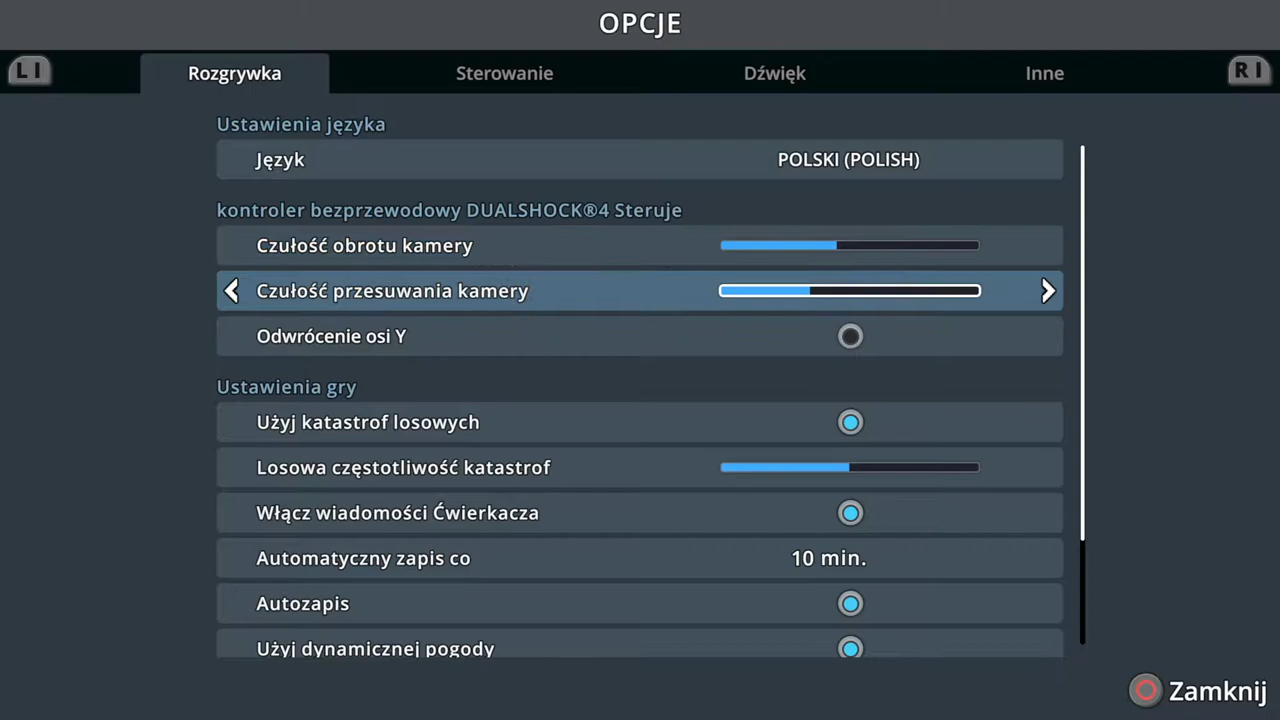 OPCJE
L1 Rozgrywka Sterowanie Dźwięk Inne R1
Ustawienia języka
Język POLSKI (POLISH)
kontroler bezprzewodowy DUALSHOCK®4 Steruje
Czułość obrotu kamery
Czułość przesuwania kamery
Odwrócenie osi Y
Ustawienia gry
Użyj katastrof losowych
Losowa częstotliwość katastrof
Włącz wiadomości Ćwierkacza
Automatyczny zapis co 10 min.
Autozapis
Użyj dynamicznej pogody
Zamknij